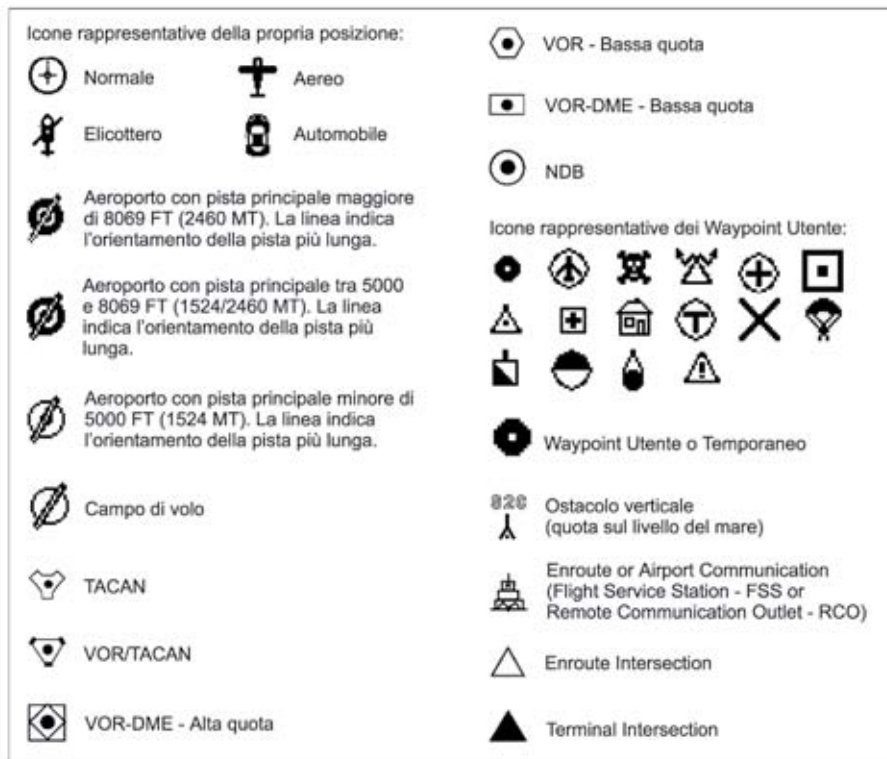 Icone rappresentative della propria posizione:
Normale
Aereo
Elicottero
Automobile
Aeroporto con pista principale maggiore
di 8069 FT (2460 MT). La linea indica
l'orientamento della pista più lunga.
Aeroporto con pista principale tra 5000
e 8069 FT (1524/2460 MT). La linea
indica l'orientamento della pista più
lunga.
Aeroporto con pista principale minore di
5000 FT (1524 MT). La linea indica
l'orientamento della pista più lunga.
Campo di volo
TACAN
VOR/TACAN
VOR-DME - Alta quota
VOR - Bassa quota
VOR-DME - Bassa quota
NDB
Icone rappresentative dei Waypoint Utente:
Waypoint Utente o Temporaneo
Ostacolo verticale
(quota sul livello del mare)
Enroute or Airport Communication
(Flight Service Station - FSS or
Remote Communication Outlet - RCO)
Enroute Intersection
Terminal Intersection